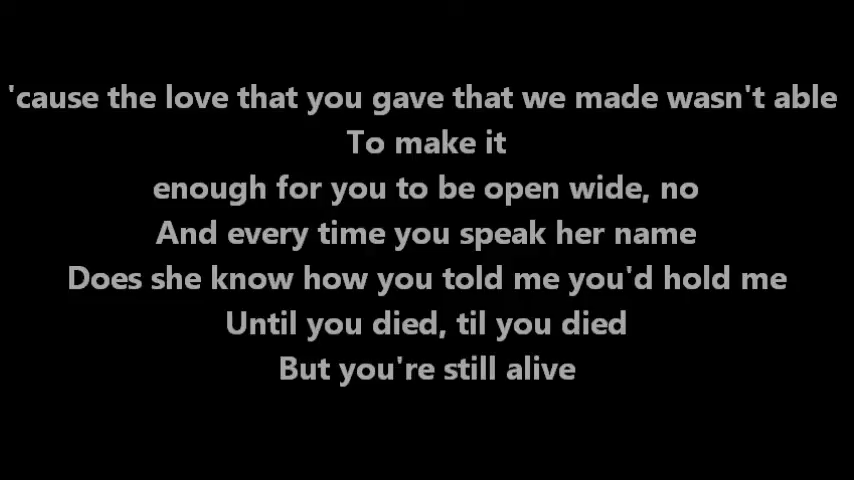 'cause the love that you gave that we made wasn't able
To make it
enough for you to be open wide, no
And every time you speak her name
Does she know how you told me you'd hold me
Until you died, til you died
But you're still alive